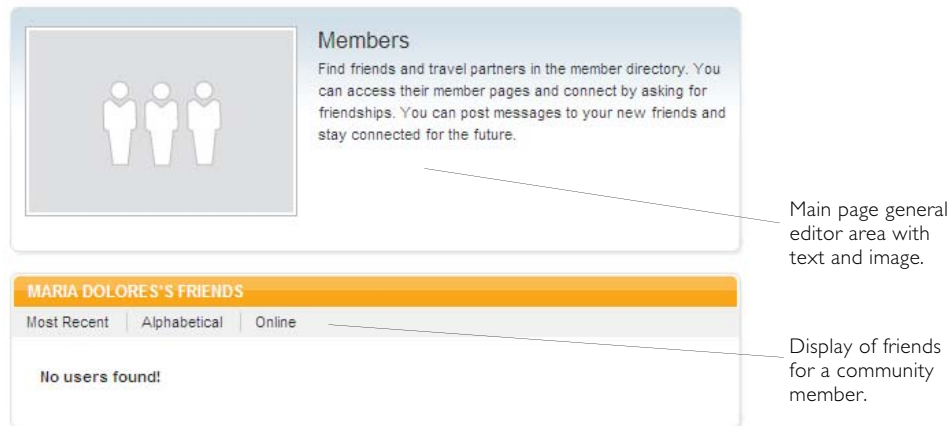 Members
Find friends and travel partners in the member directory. You
can access their member pages and connect by asking for
friendships. You can post messages to your new friends and
stay connected for the future.
Main page general
editor area with
text and image.
MARIA DOLORES'S FRIENDS
Most Recent Alphabetical Online
No users found!
Display of friends
for a community
member.